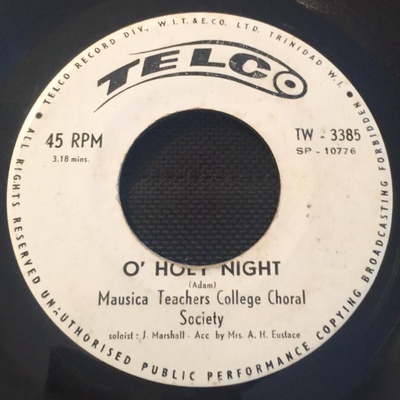 TELCO RECORD DIV., W.I.T. & E.CO. LTD. TRINIDAD W.I.
TELCO
45 RPM
3.18 mins.
TW - 3385
SP - 10776
O' HOLY NIGHT
(Adam)
Mausica Teachers College Choral
Society
soloist : J. Marshall - Acc by Mrs. A. H. Eustace
ALL RIGHTS RESERVED UNAUTHORISED PUBLIC PERFORMANCE COPYING BROADCASTING FORBIDDEN